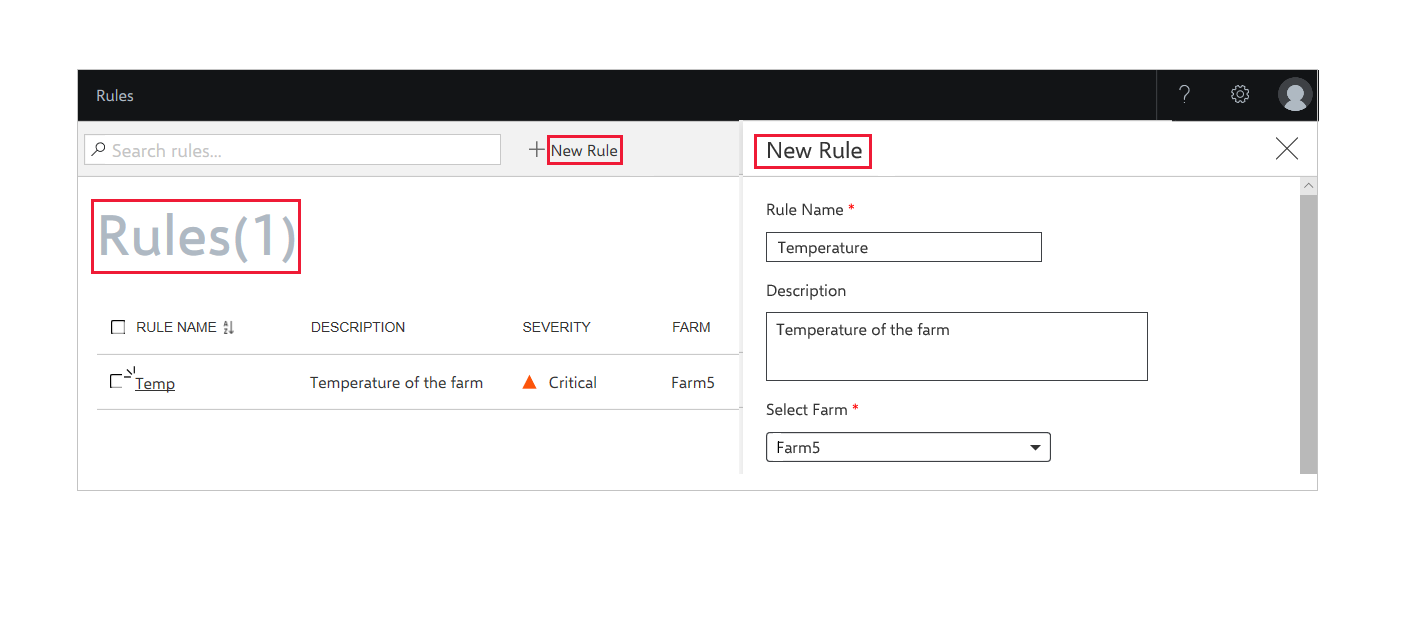 Rules
?
Search rules...
New Rule
Rules(1)
RULE NAME DESCRIPTION SEVERITY FARM
Temp Temperature of the farm Critical Farm5
New Rule
Rule Name *
Temperature
Description
Temperature of the farm
Select Farm *
Farm5